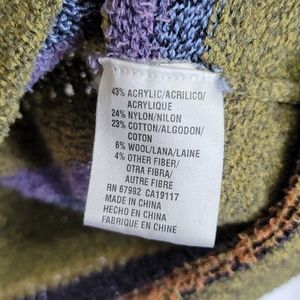 43% ACRYLIC/ACRILICO/
ACRYLIQUE
24% NYLON/NILON
23% COTTON/ALGODON/
COTON
6% WOOL/LANA/LAINE
4% OTHER FIBER/
OTRA FIBRA/
AUTRE FIBRE
RN 67992 CA19117
MADE IN CHINA
HECHO EN CHINA
FABRIQUE EN CHINE